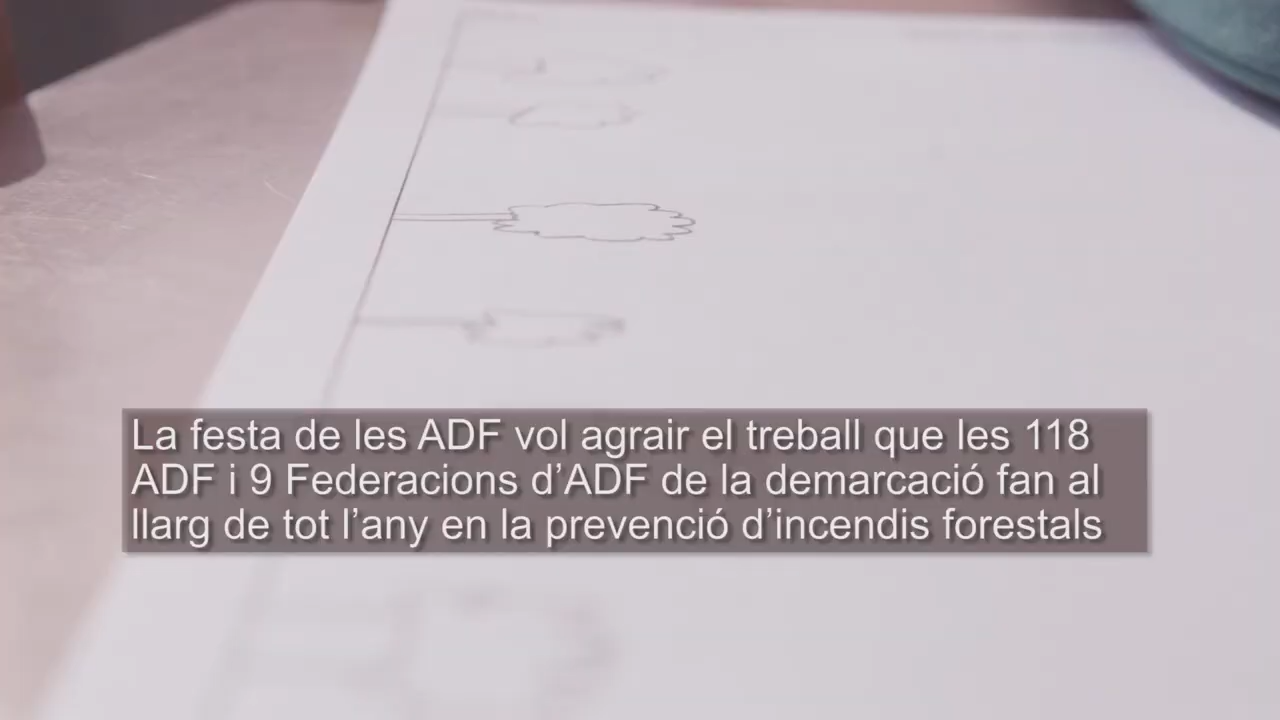 La festa de les ADF vol agrair el treball que les 118
ADF i 9 Federacions d’ADF de la demarcació fan al
llarg de tot l’any en la prevenció d’incendis forestals